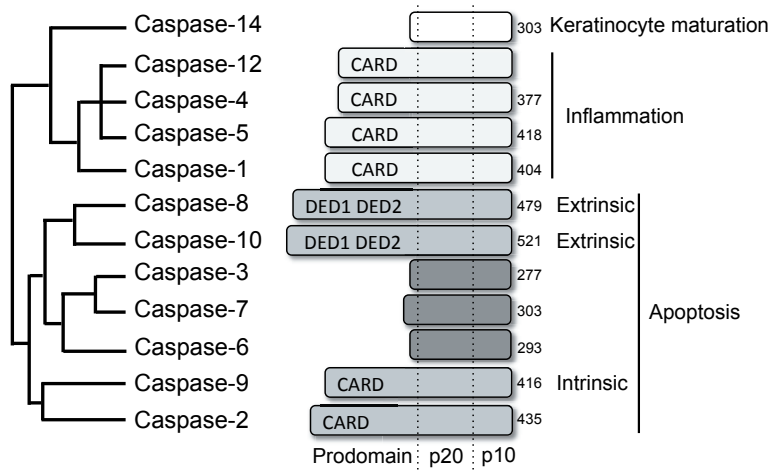 Caspase-14 303 Keratinocyte maturation
Caspase-12 CARD
Caspase-4 CARD 377
Inflammation
Caspase-5 CARD 418
Caspase-1 CARD 404
Caspase-8 DED1 DED2 479 Extrinsic
Caspase-10 DED1 DED2 521 Extrinsic
Caspase-3 277
Caspase-7 303
Apoptosis
Caspase-6 293
Caspase-9 CARD 416 Intrinsic
Caspase-2 CARD 435
Prodomain p20 p10